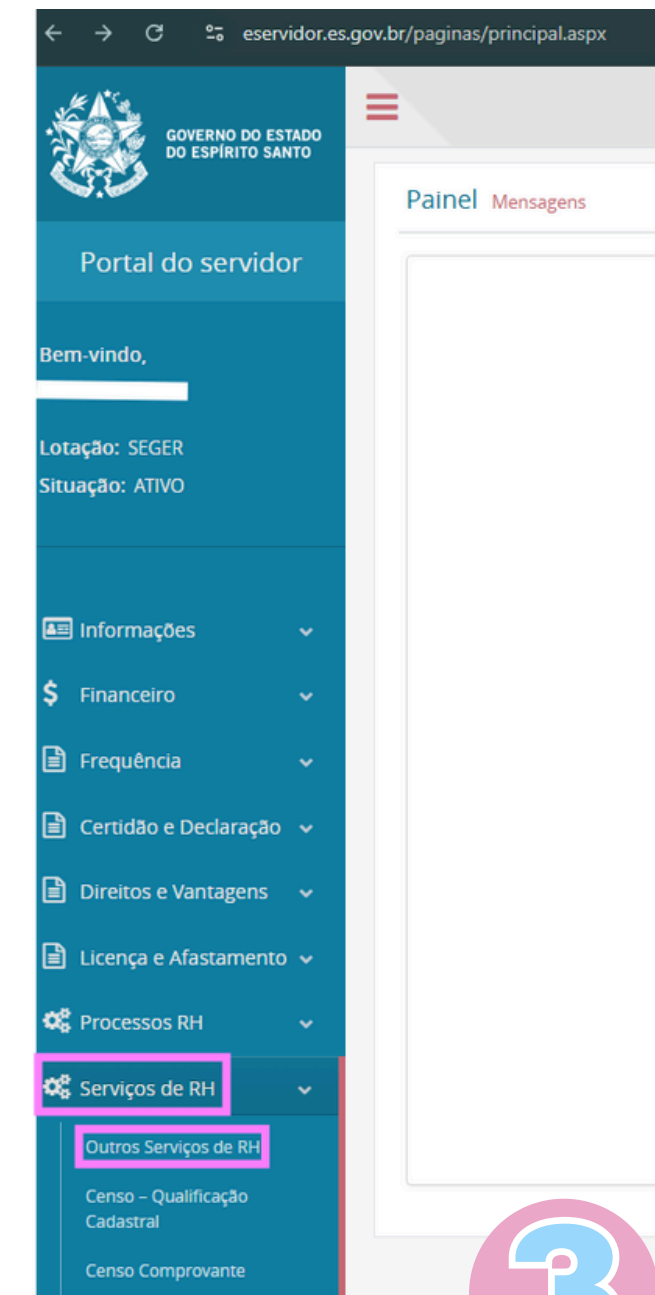 eservidor.es.gov.br/paginas/principal.aspx
GOVERNO DO ESTADO
DO ESPÍRITO SANTO
Painel Mensagens
Portal do servidor
Bem-vindo,
Lotação: SEGER
Situação: ATIVO
Informações
Financeiro
Frequência
Certidão e Declaração
Direitos e Vantagens
Licença e Afastamento
Processos RH
Serviços de RH
Outros Serviços de RH
Censo – Qualificação
Cadastral
Censo Comprovante
3